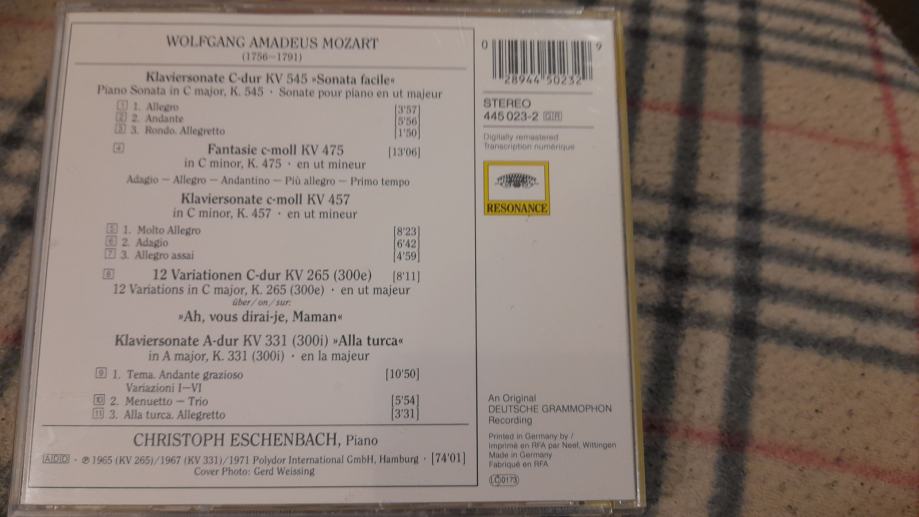 WOLFGANG AMADEUS MOZART
(1756–1791)
Klaviersonate C-dur KV 545 »Sonata facile«
Piano Sonata in C major, K. 545 · Sonate pour piano en ut majeur
1 1. Allegro [3'57]
2 2. Andante [5'56]
3 3. Rondo. Allegretto [1'50]
4 Fantasie c-moll KV 475 [13'06]
in C minor, K. 475 · en ut mineur
Adagio – Allegro – Andantino – Più allegro – Primo tempo
Klaviersonate c-moll KV 457
in C minor, K. 457 · en ut mineur
5 1. Molto Allegro [8'23]
6 2. Adagio [6'42]
7 3. Allegro assai [4'59]
8 12 Variationen C-dur KV 265 (300e) [8'11]
12 Variations in C major, K. 265 (300e) · en ut majeur
über/on/sur:
»Ah, vous dirai-je, Maman«
Klaviersonate A-dur KV 331 (300i) »Alla turca«
in A major, K. 331 (300i) · en la majeur
9 1. Tema. Andante grazioso [10'50]
Variazioni I–VI
10 2. Menuetto – Trio [5'54]
11 3. Alla turca. Allegretto [3'31]
CHRISTOPH ESCHENBACH, Piano
ADD · ℗ 1965 (KV 265)/1967 (KV 331)/1971 Polydor International GmbH, Hamburg · [74'01]
Cover Photo: Gerd Weissing
0 28944 50232 9
STEREO
445 023-2 GR
Digitally remastered
Transcription numérique
RESONANCE
An Original
DEUTSCHE GRAMMOPHON
Recording
Printed in Germany by /
Imprimé en RFA par Neef, Wittingen
Made in Germany
Fabriqué en RFA
LC 0173